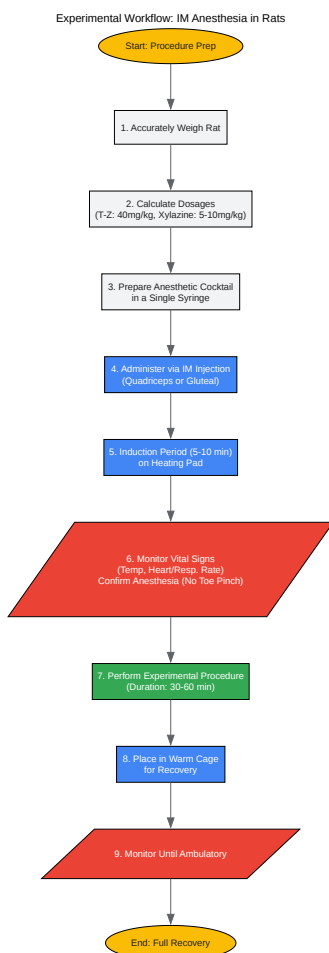 Experimental Workflow: IM Anesthesia in Rats
Start: Procedure Prep
1. Accurately Weigh Rat
2. Calculate Dosages
(T-Z: 40mg/kg, Xylazine: 5-10mg/kg)
3. Prepare Anesthetic Cocktail
in a Single Syringe
4. Administer via IM Injection
(Quadriceps or Gluteal)
5. Induction Period (5-10 min)
on Heating Pad
6. Monitor Vital Signs
(Temp, Heart/Resp. Rate)
Confirm Anesthesia (No Toe Pinch)
7. Perform Experimental Procedure
(Duration: 30-60 min)
8. Place in Warm Cage
for Recovery
9. Monitor Until Ambulatory
End: Full Recovery